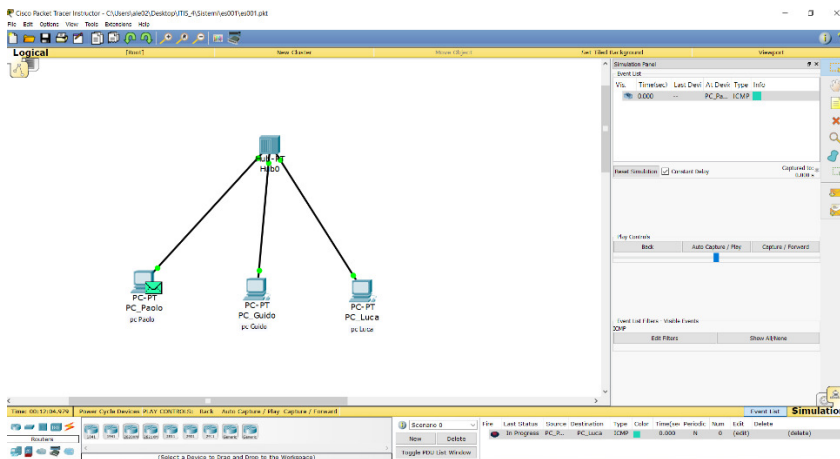 Cisco Packet Tracer Instructor - C:\Users\ale02\Desktop\ITIS_4\Sistemi\es001\es001.pkt
File Edit Options View Tools Extensions Help
Logical [Root] New Cluster Move Object Set Tiled Background Viewport
Simulation Panel
Event List
Vis. Time(sec) Last Devi At Devic Type Info
0.000 -- PC_Pa... ICMP
Hub-PT
Hub0
Reset Simulation Constant Delay Captured to:
0.000 s
Play Controls
Back Auto Capture / Play Capture / Forward
PC-PT
PC_Paolo
pc Paolo
PC-PT
PC_Guido
pc Guido
PC-PT
PC_Luca
pc Luca
Event List Filters - Visible Events
ICMP
Edit Filters Show All/None
Time: 00:12:04.979 Power Cycle Devices PLAY CONTROLS: Back Auto Capture / Play Capture / Forward Event List Simulation
Routers
Scenario 0
New Delete
Toggle PDU List Window
Fire Last Status Source Destination Type Color Time(sec Periodic Num Edit Delete
In Progress PC_P... PC_Luca ICMP 0.000 N 0 (edit) (delete)
(Select a Device to Drag and Drop to the Workspace)